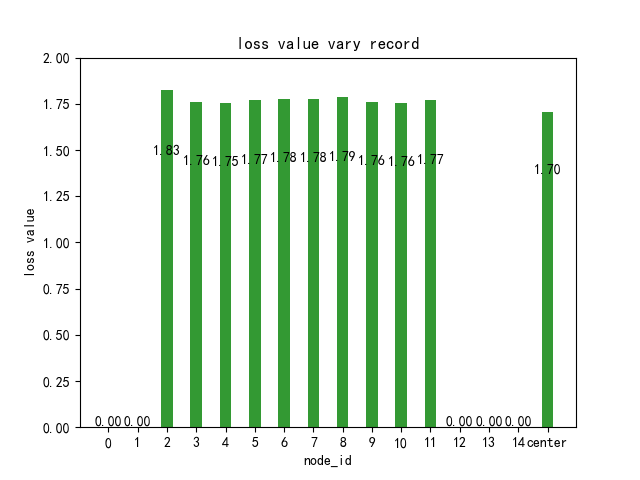 loss value vary record
2.00
1.75
1.50
1.25
1.00
0.75
0.50
0.25
0.00
loss value
0.00 0.00 1.83 1.76 1.75 1.77 1.78 1.78 1.79 1.76 1.76 1.77 0.00 0.00 0.00 1.70
0 1 2 3 4 5 6 7 8 9 10 11 12 13 14 center
node_id